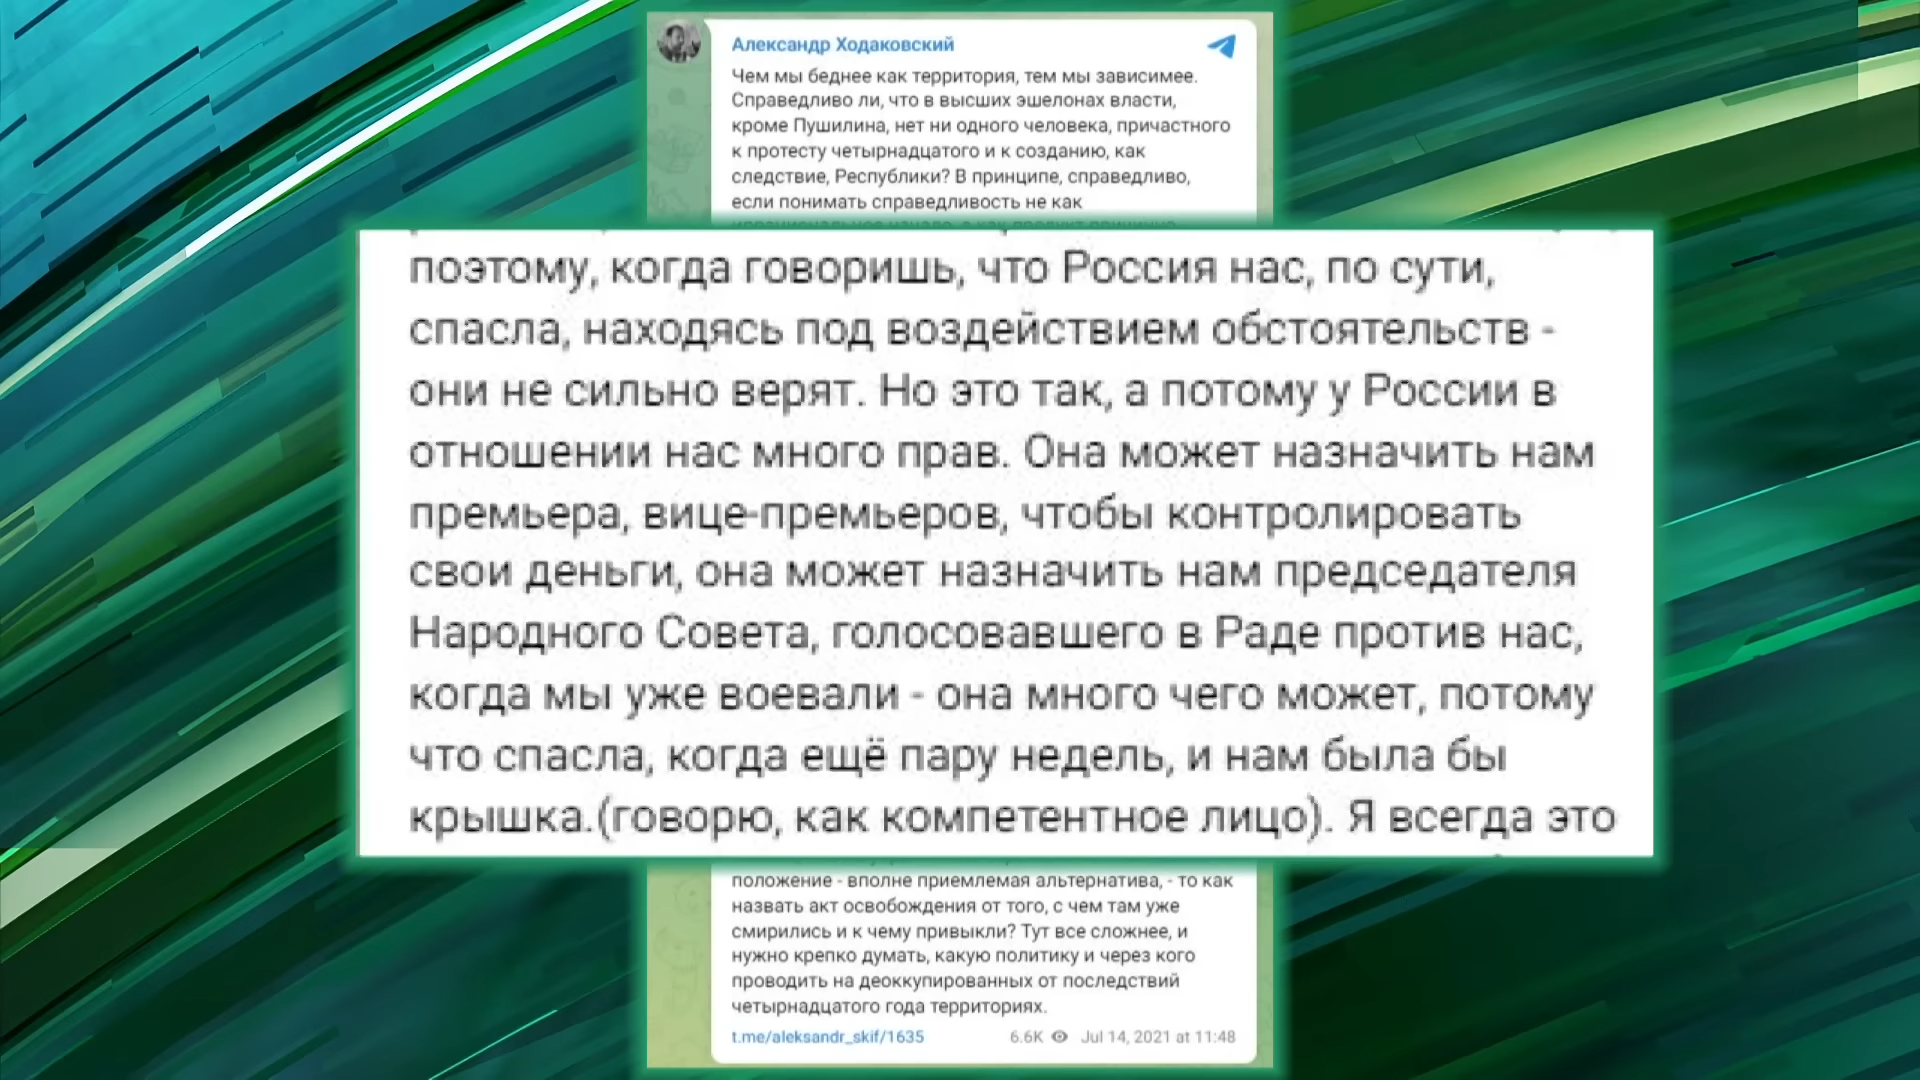 Александр Ходаковский
Чем мы беднее как территория, тем мы зависимее.
Справедливо ли, что в высших эшелонах власти,
кроме Пушилина, нет ни одного человека, причастного
к протесту четырнадцатого и к созданию, как
следствие, Республики? В принципе, справедливо,
если понимать справедливость не как
поэтому, когда говоришь, что Россия нас, по сути,
спасла, находясь под воздействием обстоятельств -
они не сильно верят. Но это так, а потому у России в
отношении нас много прав. Она может назначить нам
премьера, вице-премьеров, чтобы контролировать
свои деньги, она может назначить нам председателя
Народного Совета, голосовавшего в Раде против нас,
когда мы уже воевали - она много чего может, потому
что спасла, когда ещё пару недель, и нам была бы
крышка.(говорю, как компетентное лицо). Я всегда это
положение - вполне приемлемая альтернатива, - то как
назвать акт освобождения от того, с чем там уже
смирились и к чему привыкли? Тут все сложнее, и
нужно крепко думать, какую политику и через кого
проводить на деоккупированных от последствий
четырнадцатого года территориях.
t.me/aleksandr_skif/1635 6.6K Jul 14, 2021 at 11:48